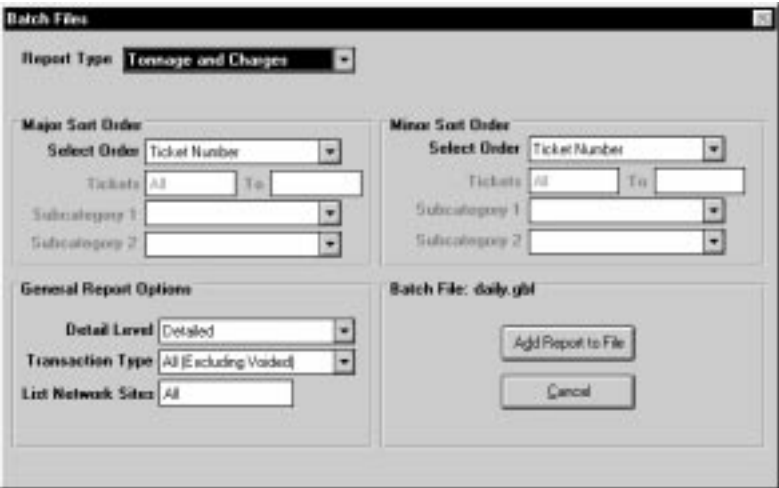 Batch Files
Report Type Tonnage and Charges
Major Sort Order
Select Order Ticket Number
Tickets All To
Subcategory 1
Subcategory 2
Minor Sort Order
Select Order Ticket Number
Tickets All To
Subcategory 1
Subcategory 2
General Report Options
Detail Level Detailed
Transaction Type All (Excluding Voided)
List Network Sites All
Batch File: daily.gbl
Add Report to File
Cancel